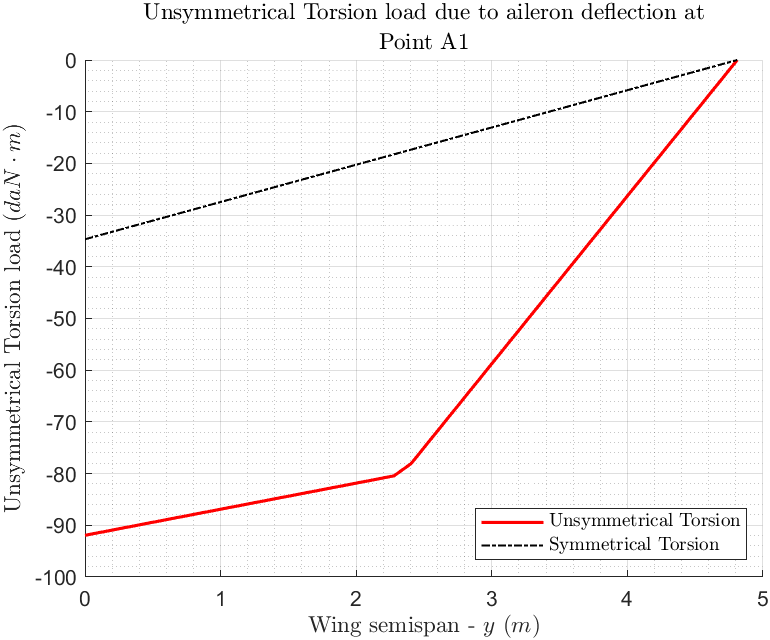 Unsymmetrical Torsion load due to aileron deflection at
Point A1
Unsymmetrical Torsion load (daN · m)
0
-10
-20
-30
-40
-50
-60
-70
-80
-90
-100
Unsymmetrical Torsion
Symmetrical Torsion
0 1 2 3 4 5
Wing semispan - y (m)